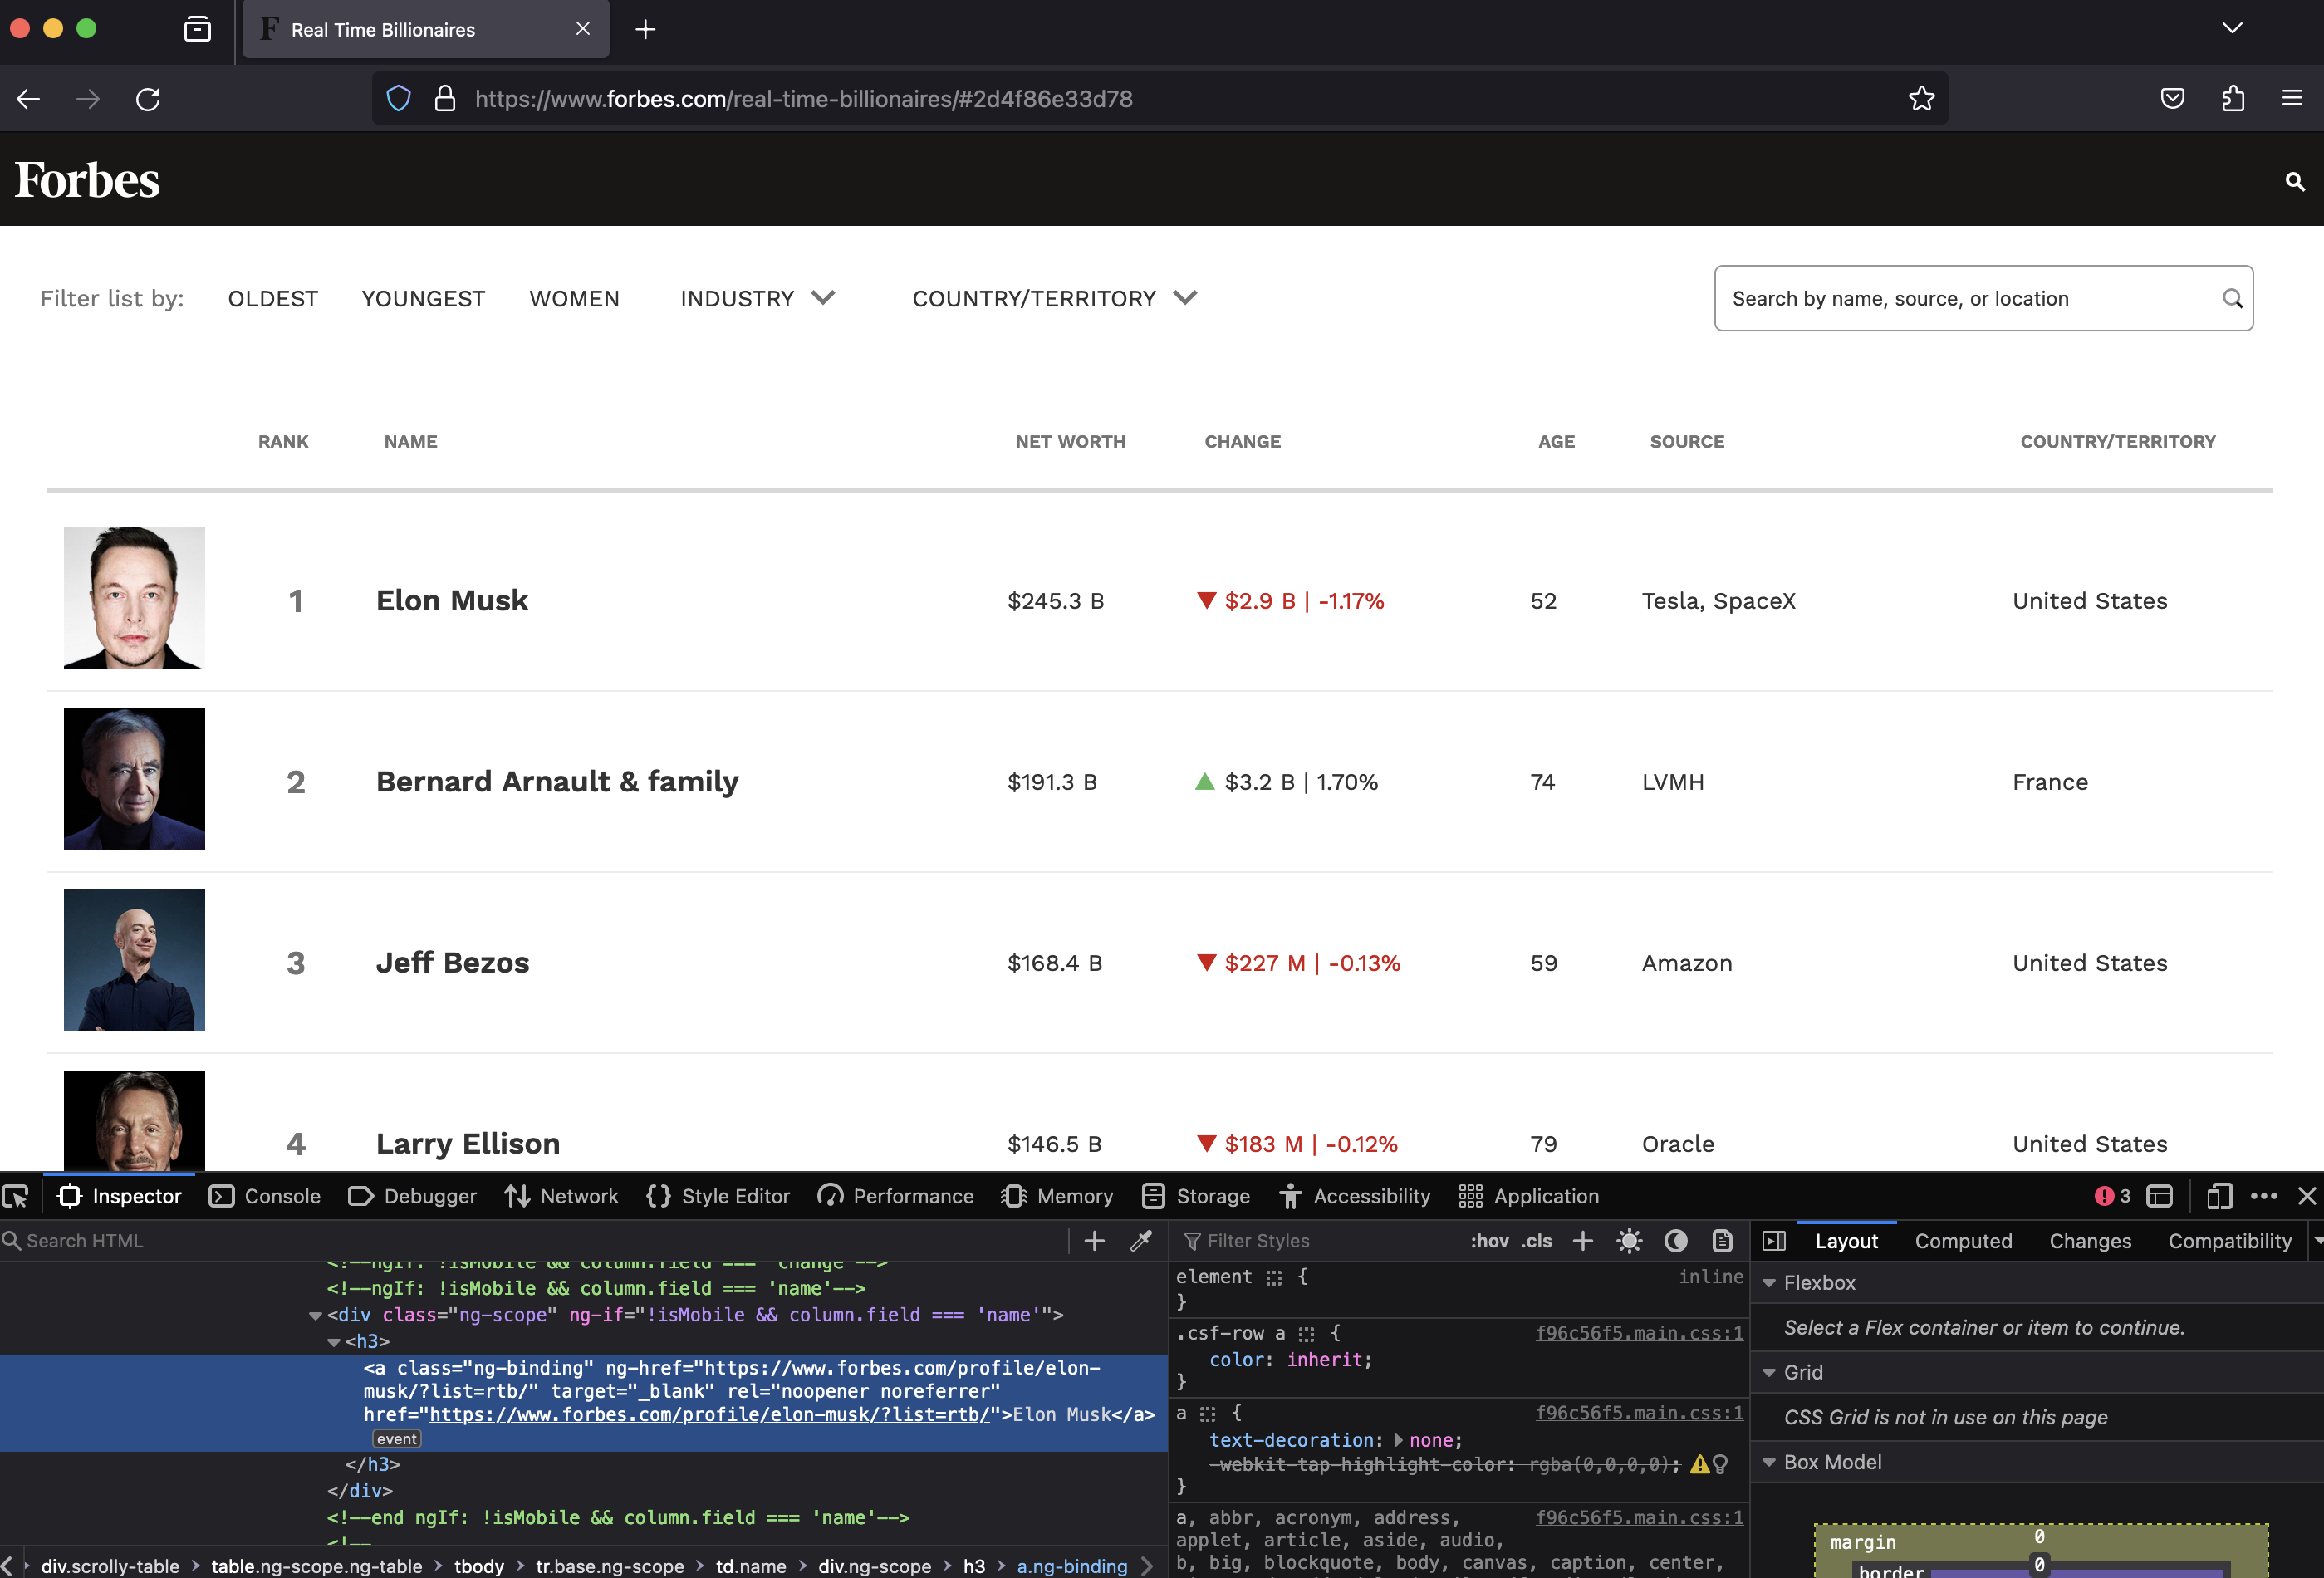 Real Time Billionaires
https://www.forbes.com/real-time-billionaires/#2d4f86e33d78
Forbes
Filter list by: OLDEST YOUNGEST WOMEN INDUSTRY COUNTRY/TERRITORY Search by name, source, or location
RANK NAME NET WORTH CHANGE AGE SOURCE COUNTRY/TERRITORY
1 Elon Musk $245.3 B $2.9 B | -1.17% 52 Tesla, SpaceX United States
2 Bernard Arnault & family $191.3 B $3.2 B | 1.70% 74 LVMH France
3 Jeff Bezos $168.4 B $227 M | -0.13% 59 Amazon United States
4 Larry Ellison $146.5 B $183 M | -0.12% 79 Oracle United States
Inspector Console Debugger Network Style Editor Performance Memory Storage Accessibility Application 3
Search HTML
<!--ngIf: !isMobile && column.field === 'change'-->
<!--ngIf: !isMobile && column.field === 'name'-->
<div class="ng-scope" ng-if="!isMobile && column.field === 'name'">
<h3>
<a class="ng-binding" ng-href="https://www.forbes.com/profile/elon-
musk/?list=rtb/" target="_blank" rel="noopener noreferrer"
href="https://www.forbes.com/profile/elon-musk/?list=rtb/">Elon Musk</a>
event
</h3>
</div>
<!--end ngIf: !isMobile && column.field === 'name'-->
<!--
div.scrolly-table table.ng-scope.ng-table tbody tr.base.ng-scope td.name div.ng-scope h3 a.ng-binding
Filter Styles :hov .cls
element { inline
}
.csf-row a { f96c56f5.main.css:1
color: inherit;
}
a { f96c56f5.main.css:1
text-decoration: none;
-webkit-tap-highlight-color: rgba(0,0,0,0);
}
a, abbr, acronym, address, f96c56f5.main.css:1
applet, article, aside, audio,
b, big, blockquote, body, canvas, caption, center,
Layout Computed Changes Compatibility
Flexbox
Select a Flex container or item to continue.
Grid
CSS Grid is not in use on this page
Box Model
margin 0
border 0